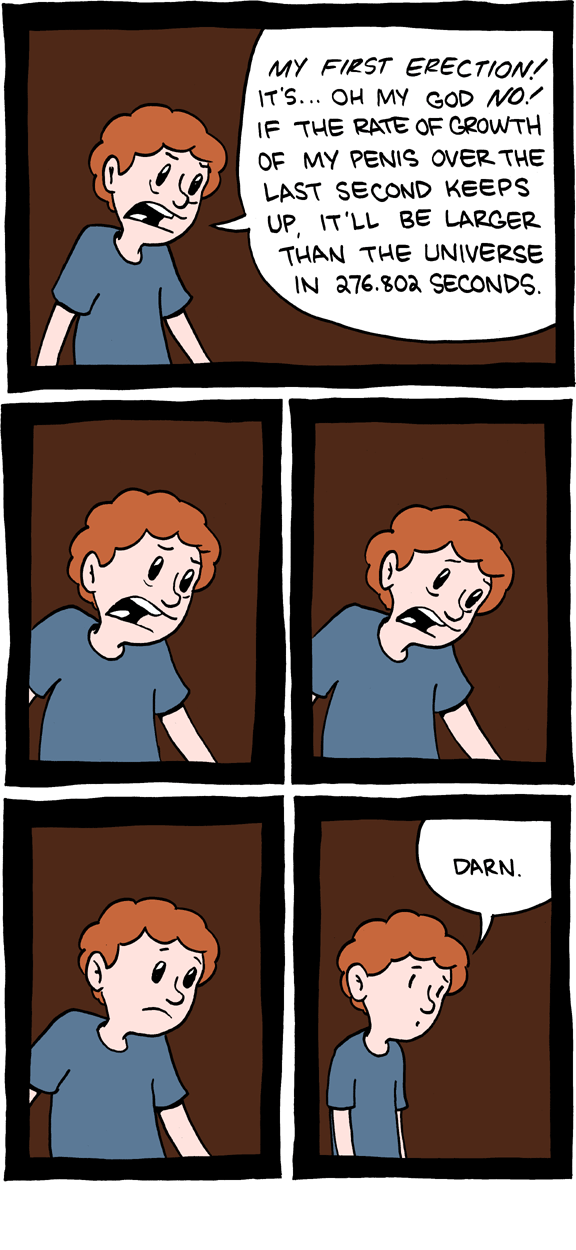 MY FIRST ERECTION!
IT'S... OH MY GOD NO!
IF THE RATE OF GROWTH
OF MY PENIS OVER THE
LAST SECOND KEEPS
UP, IT'LL BE LARGER
THAN THE UNIVERSE
IN 276.802 SECONDS.
DARN.